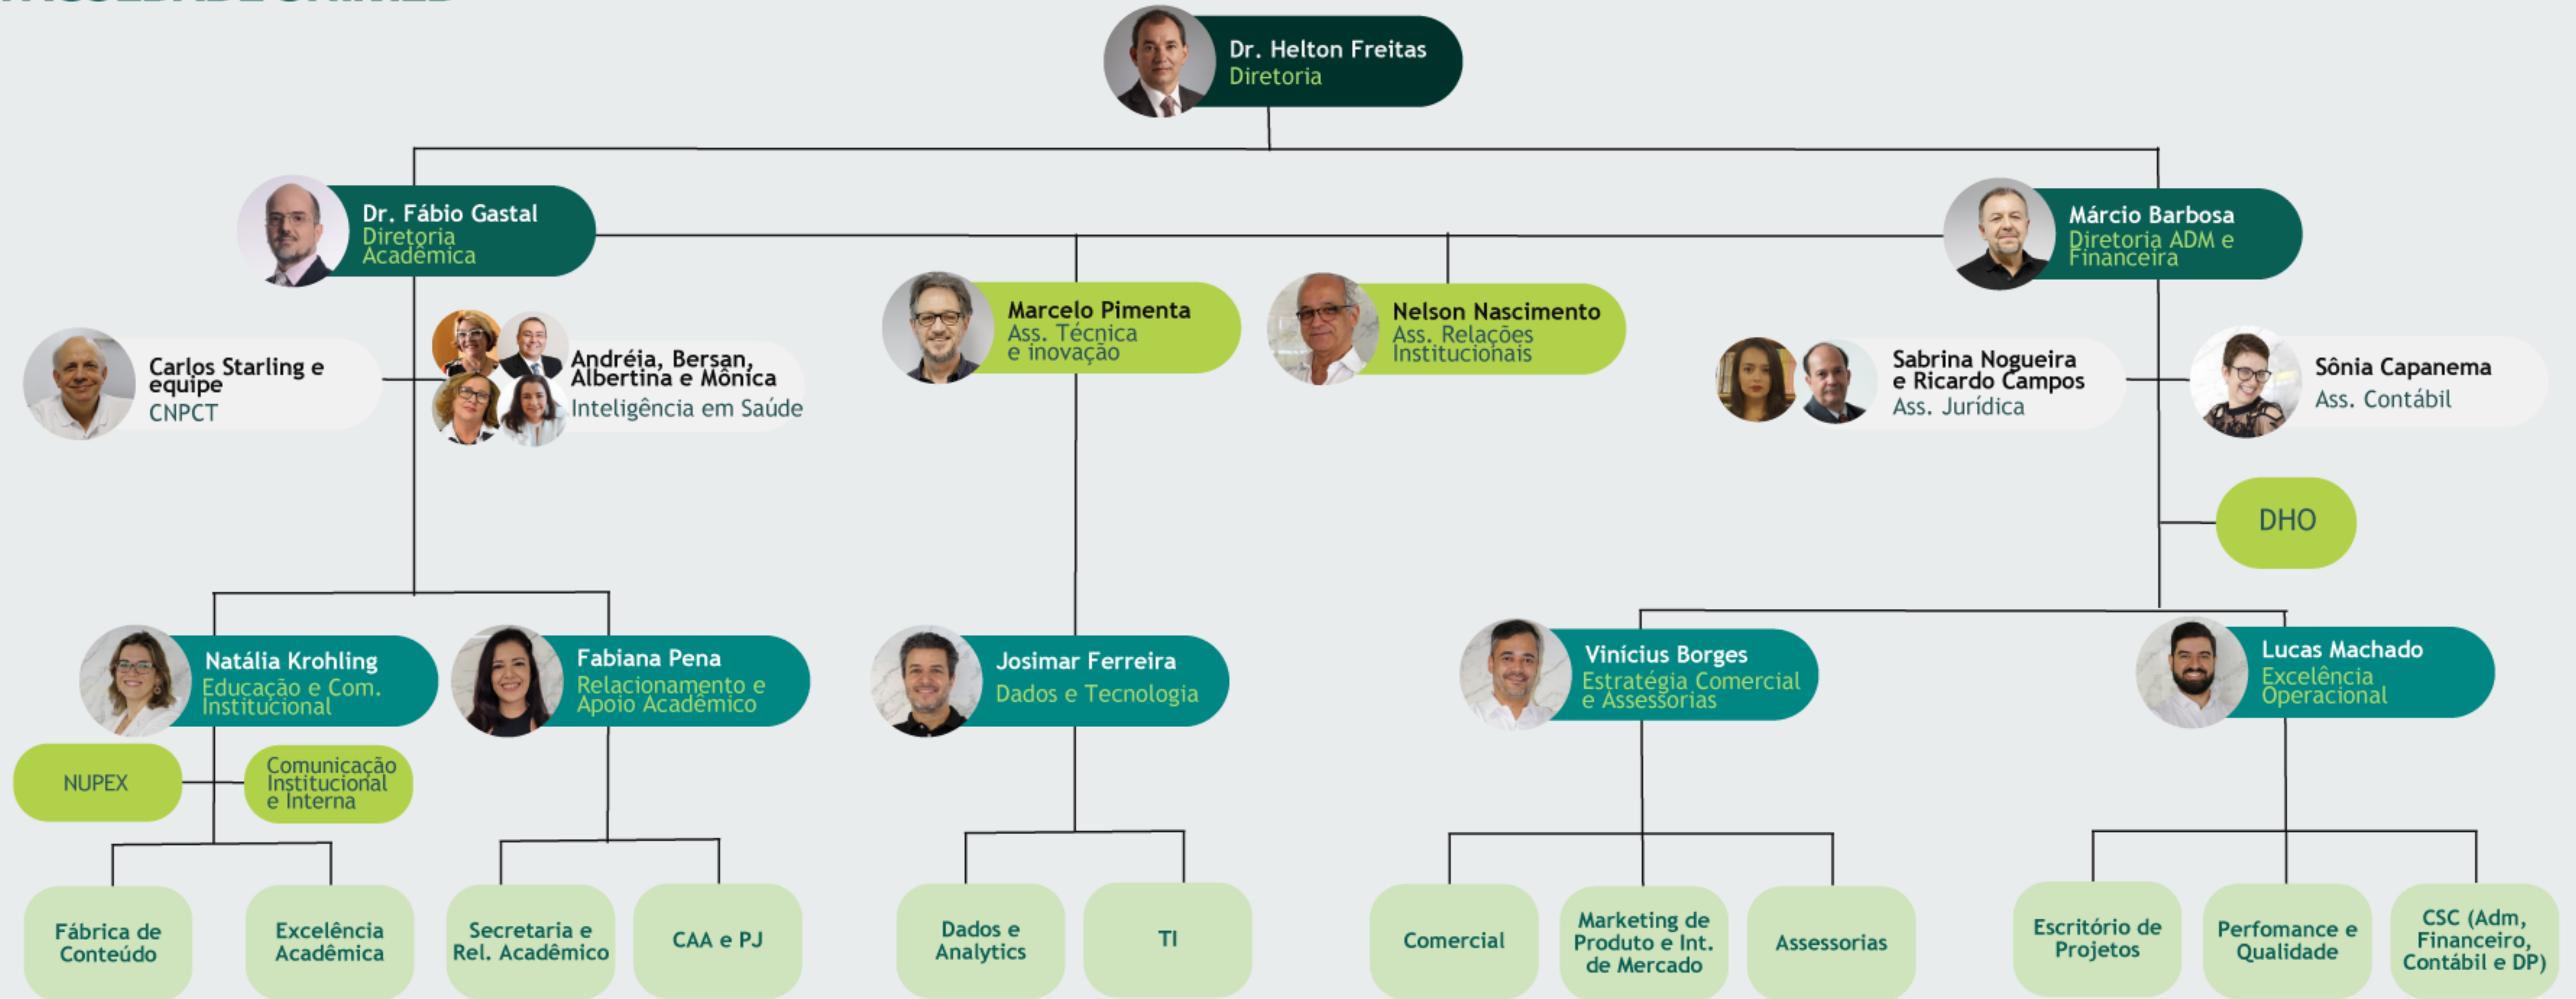 Dr. Helton Freitas
Diretoria
Dr. Fábio Gastal
Diretoria
Acadêmica
Márcio Barbosa
Diretoria ADM e
Financeira
Marcelo Pimenta
Ass. Técnica
e inovação
Nelson Nascimento
Ass. Relações
Institucionais
Carlos Starling e
equipe
CNPCT
Andréia, Bersan,
Albertina e Mônica
Inteligência em Saúde
Sabrina Nogueira
e Ricardo Campos
Ass. Jurídica
Sônia Capanema
Ass. Contábil
DHO
Natália Krohling
Educação e Com.
Institucional
Fabiana Pena
Relacionamento e
Apoio Acadêmico
Josimar Ferreira
Dados e Tecnologia
Vinícius Borges
Estratégia Comercial
e Assessorias
Lucas Machado
Excelência
Operacional
NUPEX
Comunicação
Institucional
e Interna
Fábrica de
Conteúdo
Excelência
Acadêmica
Secretaria e
Rel. Acadêmico
CAA e PJ
Dados e
Analytics
TI
Comercial
Marketing de
Produto e Int.
de Mercado
Assessorias
Escritório de
Projetos
Perfomance e
Qualidade
CSC (Adm,
Financeiro,
Contábil e DP)